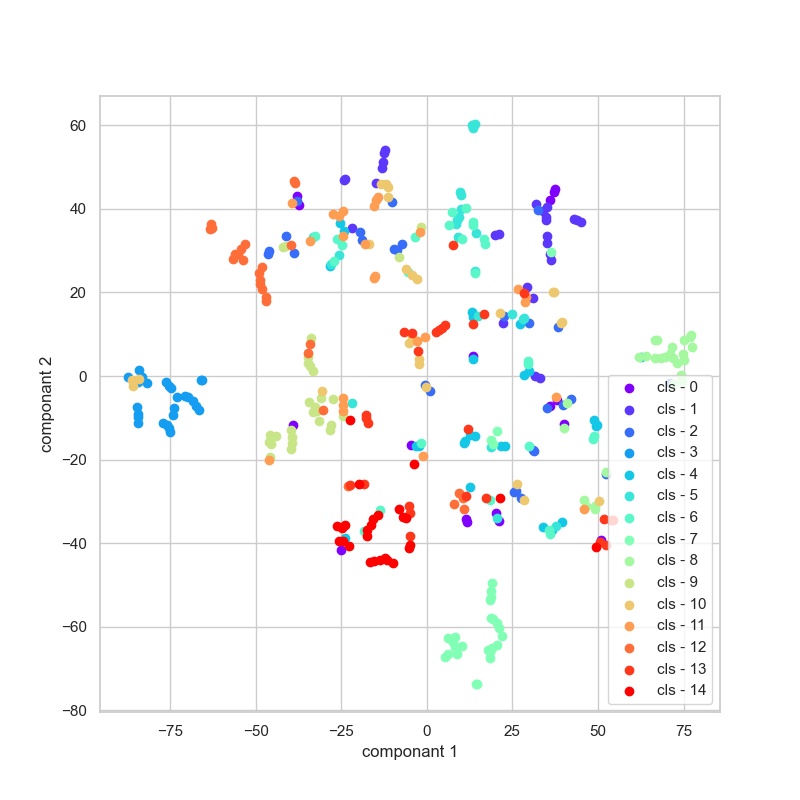 60
40
20
0
−20
−40
−60
−80
componant 2
−75
−50
−25
0
25
50
75
componant 1
cls - 0
cls - 1
cls - 2
cls - 3
cls - 4
cls - 5
cls - 6
cls - 7
cls - 8
cls - 9
cls - 10
cls - 11
cls - 12
cls - 13
cls - 14